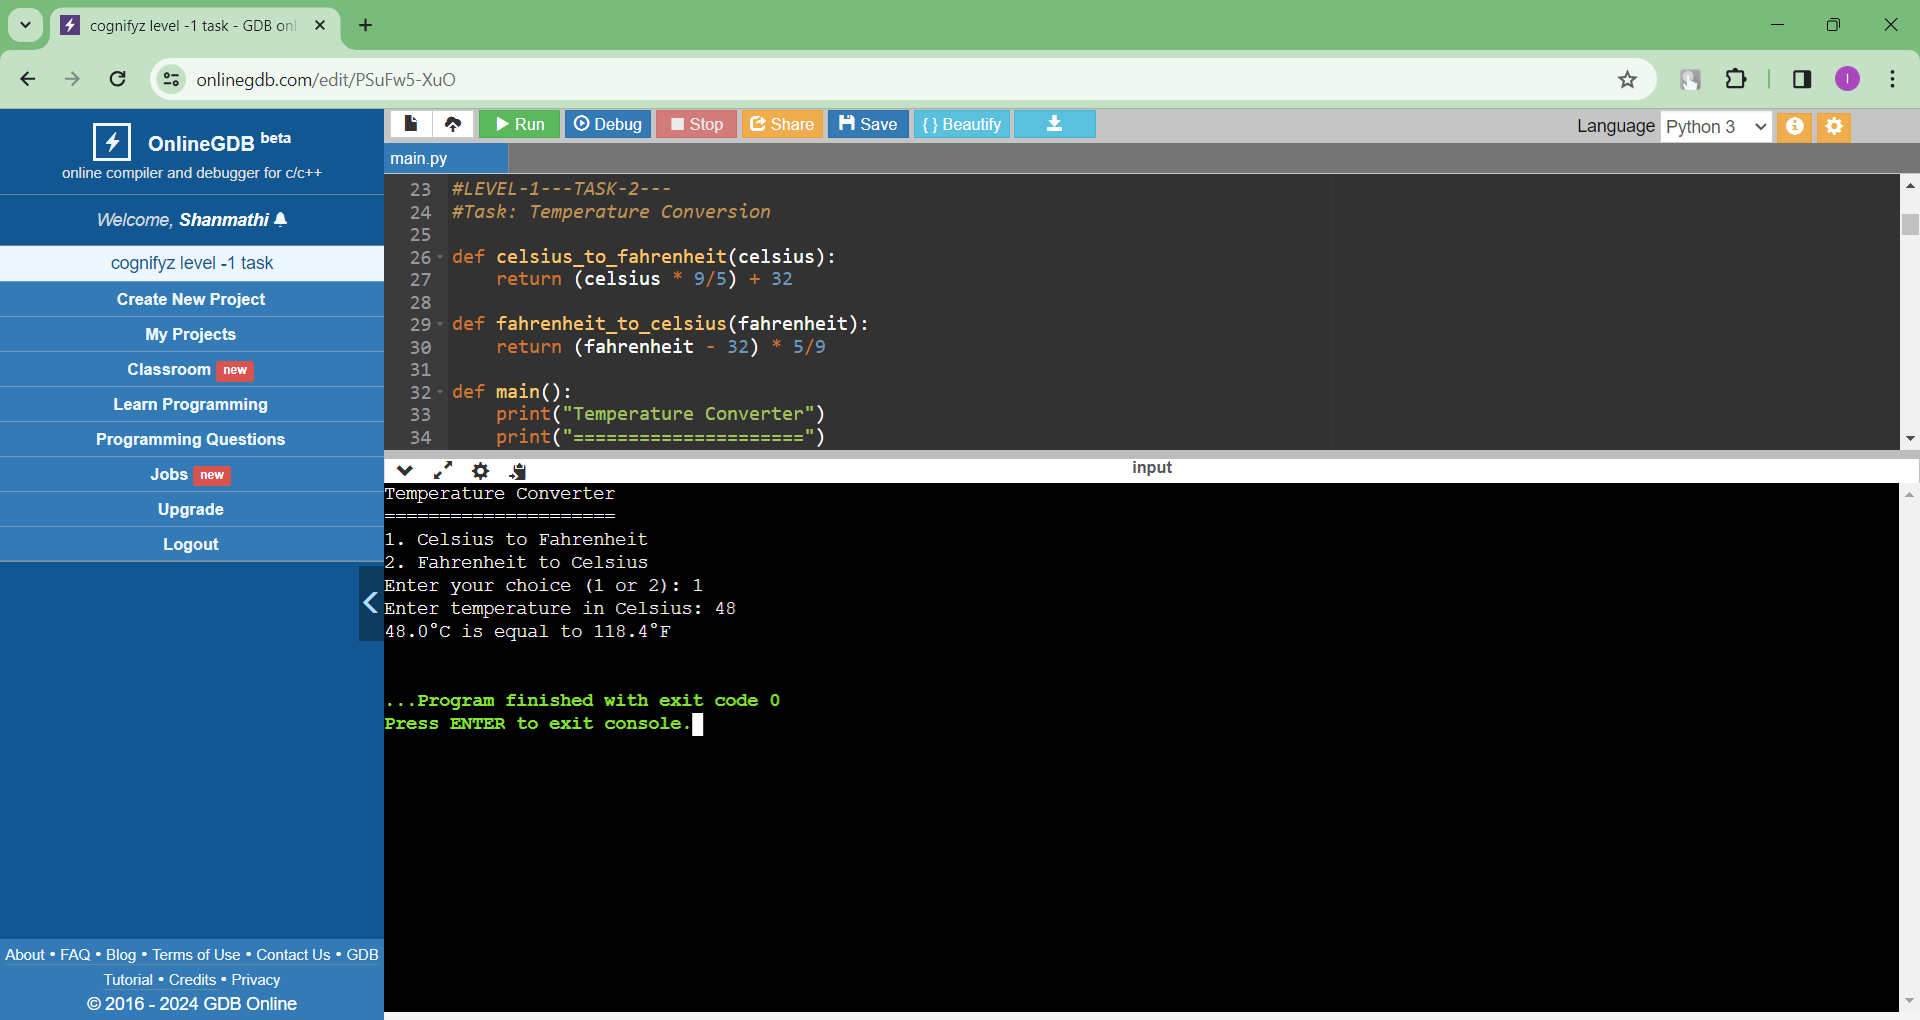 cognifyz level -1 task - GDB onl
onlinegdb.com/edit/PSuFw5-XuO
I
OnlineGDB beta
online compiler and debugger for c/c++
Welcome, Shanmathi
cognifyz level -1 task
Create New Project
My Projects
Classroom new
Learn Programming
Programming Questions
Jobs new
Upgrade
Logout
About • FAQ • Blog • Terms of Use • Contact Us • GDB
Tutorial • Credits • Privacy
© 2016 - 2024 GDB Online
Run Debug Stop Share Save { } Beautify
Language Python 3
main.py
23 #LEVEL-1---TASK-2---
24 #Task: Temperature Conversion
25
26 def celsius_to_fahrenheit(celsius):
27     return (celsius * 9/5) + 32
28
29 def fahrenheit_to_celsius(fahrenheit):
30     return (fahrenheit - 32) * 5/9
31
32 def main():
33     print("Temperature Converter")
34     print("=====================")
input
Temperature Converter
=====================
1. Celsius to Fahrenheit
2. Fahrenheit to Celsius
Enter your choice (1 or 2): 1
Enter temperature in Celsius: 48
48.0°C is equal to 118.4°F
...Program finished with exit code 0
Press ENTER to exit console.